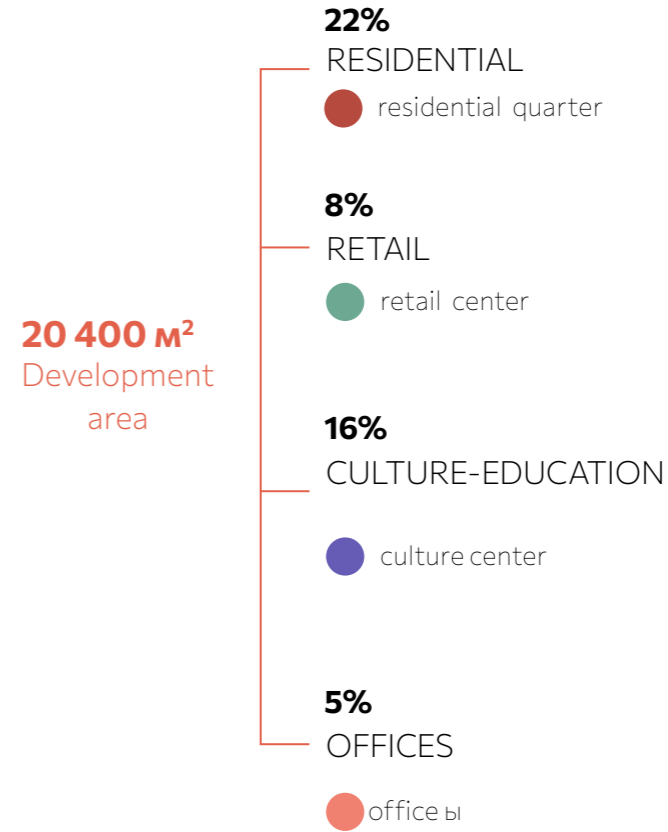 22%
RESIDENTIAL
residential quarter
8%
RETAIL
retail center
20 400 м²
Development
area
16%
CULTURE-EDUCATION
culture center
5%
OFFICES
office ы